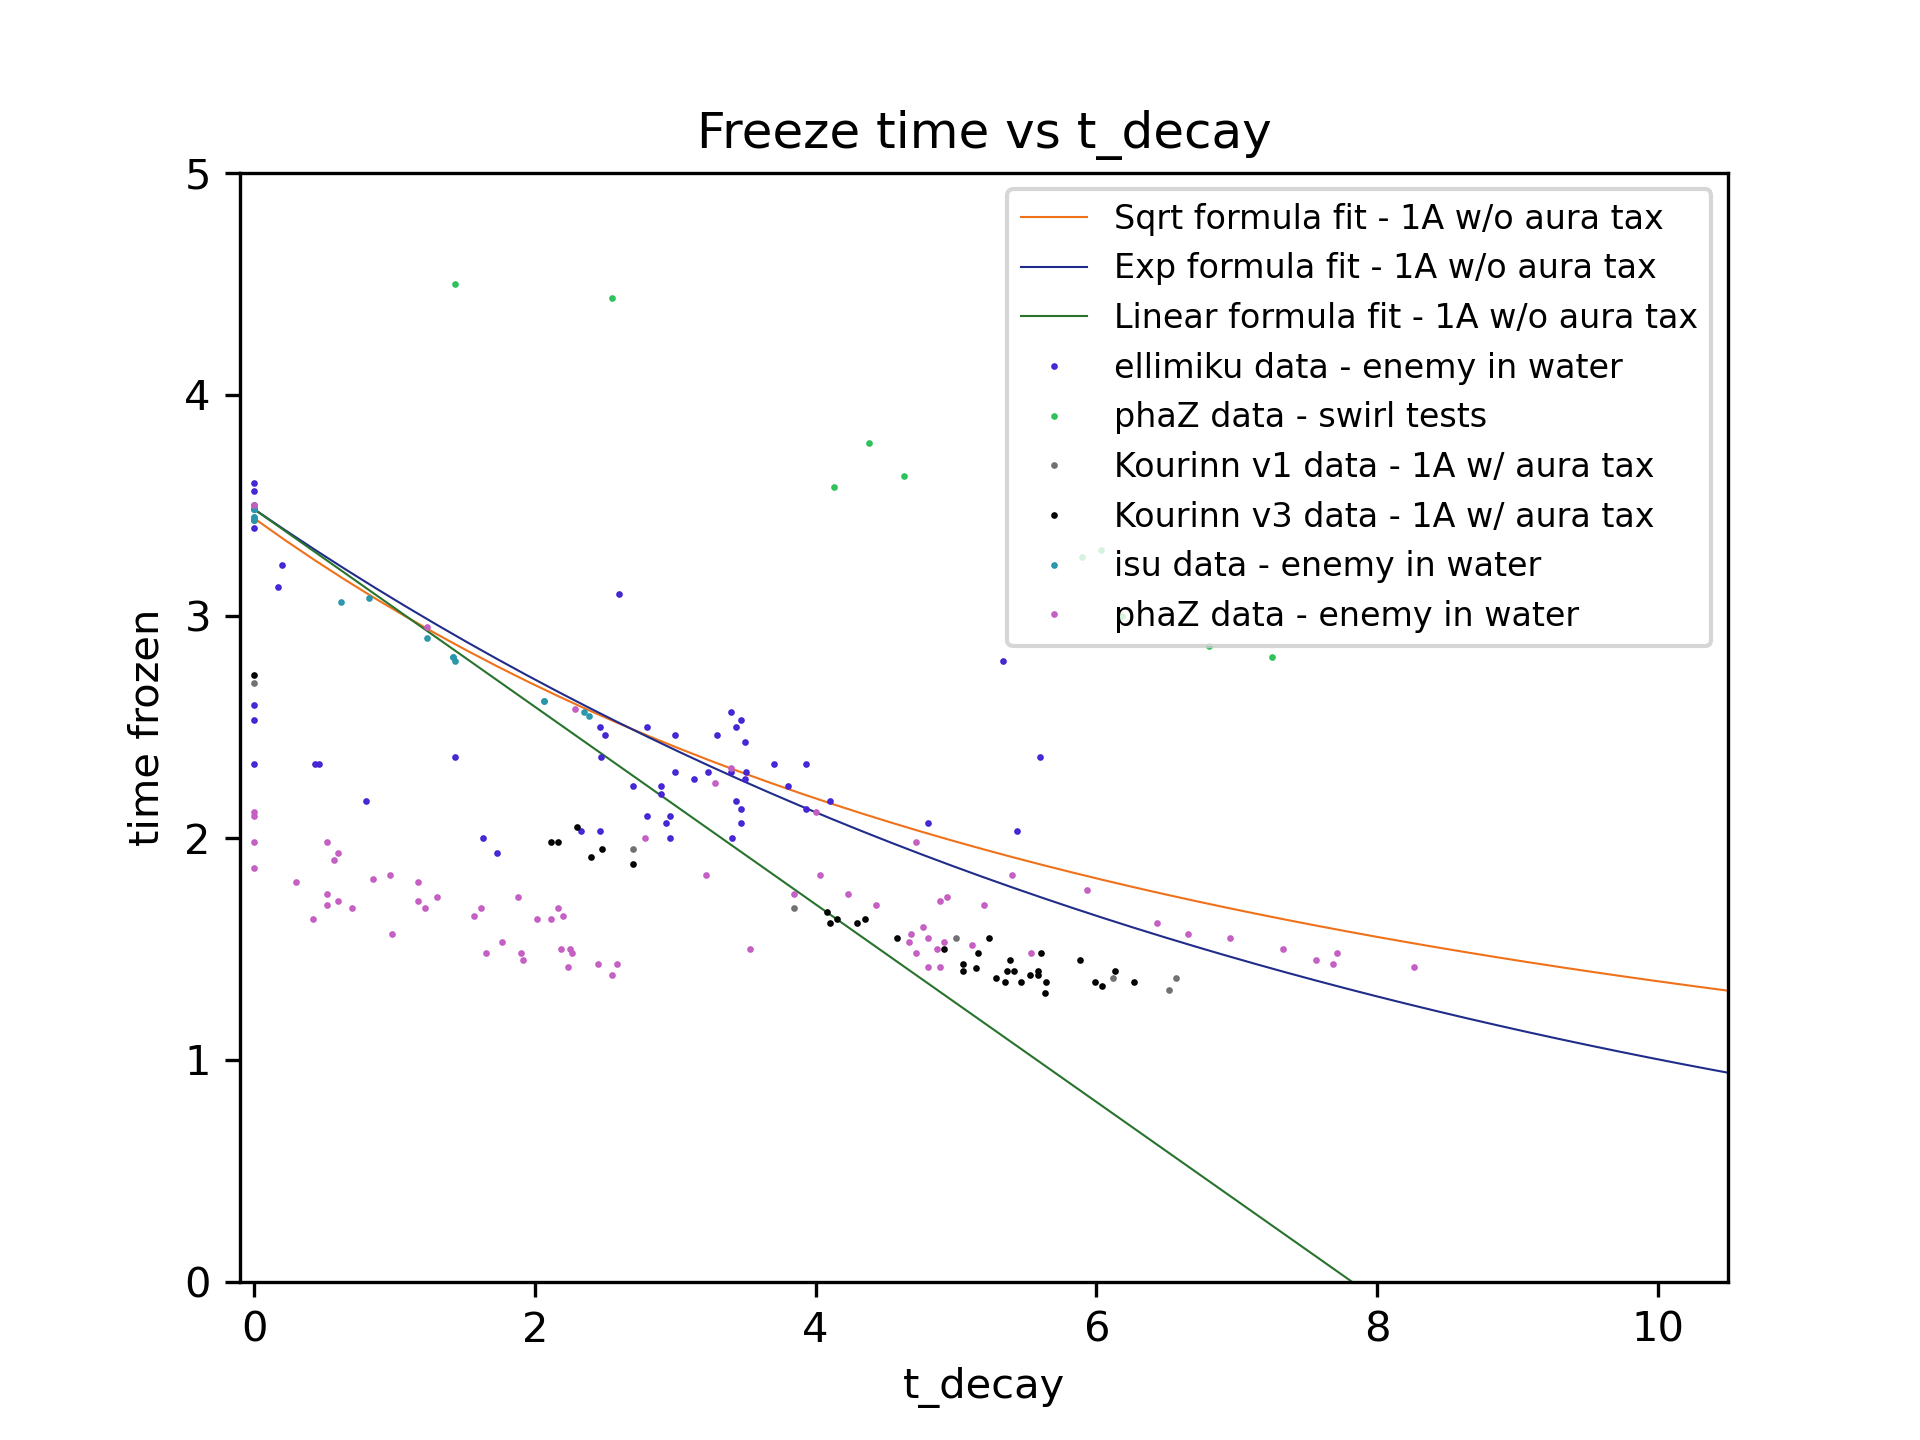 Freeze time vs t_decay
5
4
3
2
1
0
time frozen
Sqrt formula fit - 1A w/o aura tax
Exp formula fit - 1A w/o aura tax
Linear formula fit - 1A w/o aura tax
ellimiku data - enemy in water
phaZ data - swirl tests
Kourinn v1 data - 1A w/ aura tax
Kourinn v3 data - 1A w/ aura tax
isu data - enemy in water
phaZ data - enemy in water
0 2 4 6 8 10
t_decay